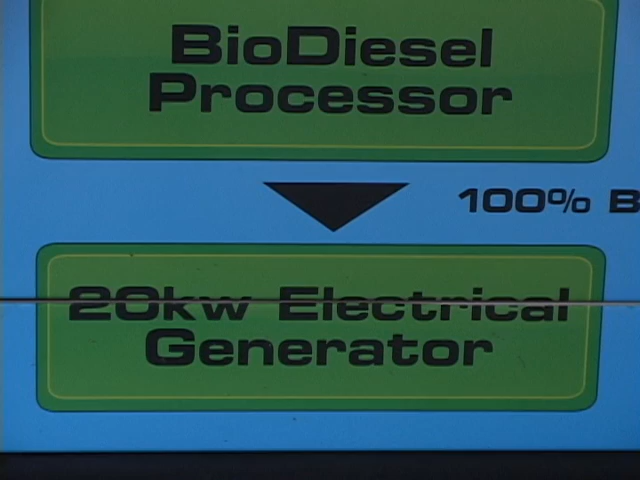 BioDiesel
Processor
100% B
20kw Electrical
Generator